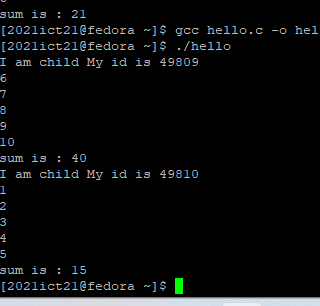 sum is : 21
[2021ict21@fedora ~]$ gcc hello.c -o hel
[2021ict21@fedora ~]$ ./hello
I am child My id is 49809
6
7
8
9
10
sum is : 40
I am child My id is 49810
1
2
3
4
5
sum is : 15
[2021ict21@fedora ~]$